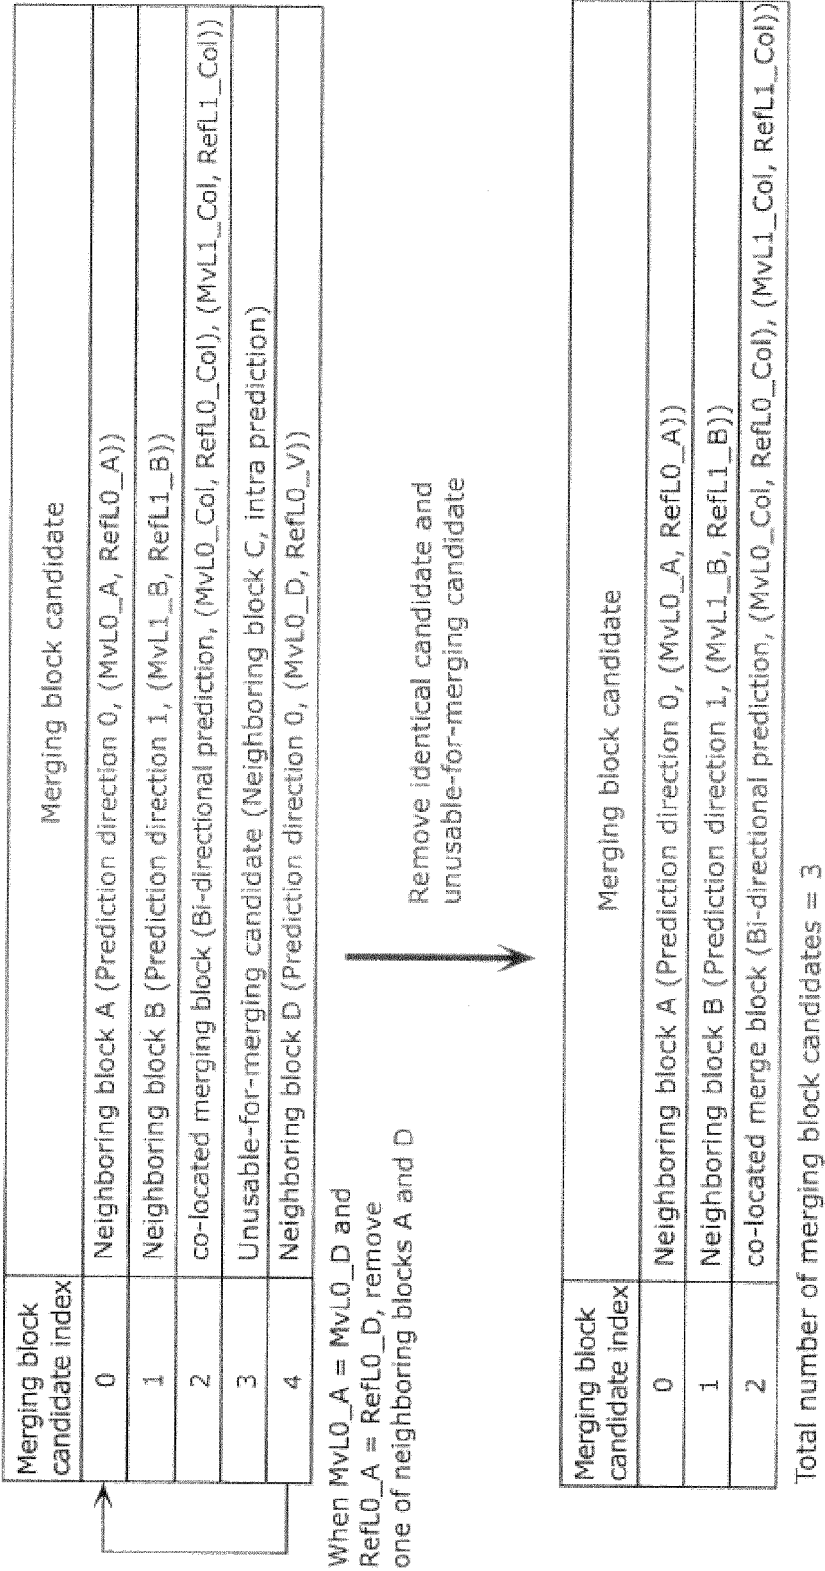 Merging block
candidate index
Merging block candidate
0
Neighboring block A (Prediction direction 0, (MvL0_A, RefL0_A))
1
Neighboring block B (Prediction direction 1, (MvL1_B, RefL1_B))
2
co-located merging block (Bi-directional prediction, (MvL0_Col, RefL0_Col), (MvL1_Col, RefL1_Col))
3
Unusable-for-merging candidate (Neighboring block C, intra prediction)
4
Neighboring block D (Prediction direction 0, (MvL0_D, RefL0_V))
When MvL0_A = MvL0_D and
RefL0_A = RefL0_D, remove
one of neighboring blocks A and D
Remove identical candidate and
unusable-for-merging candidate
Merging block
candidate index
Merging block candidate
0
Neighboring block A (Prediction direction 0, (MvL0_A, RefL0_A))
1
Neighboring block B (Prediction direction 1, (MvL1_B, RefL1_B))
2
co-located merge block (Bi-directional prediction, (MvL0_Col, RefL0_Col), (MvL1_Col, RefL1_Col))
Total number of merging block candidates = 3